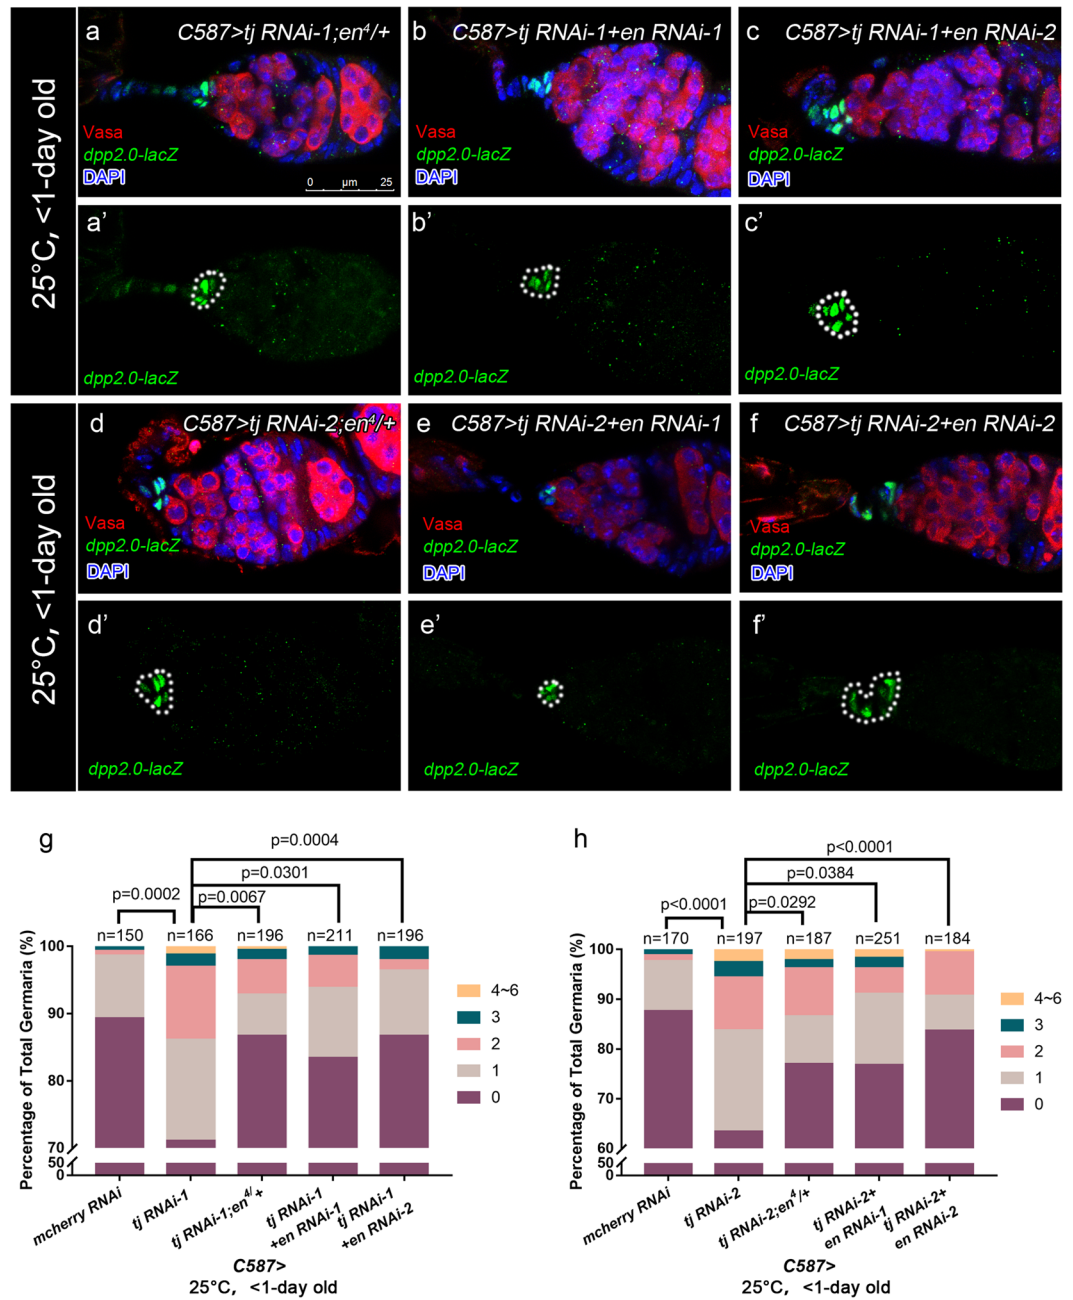 25°C, <1-day old
a
C587>tj RNAi-1;en⁴/+
Vasa
dpp2.0-lacZ
DAPI
0 μm 25
b
C587>tj RNAi-1+en RNAi-1
Vasa
dpp2.0-lacZ
DAPI
c
C587>tj RNAi-1+en RNAi-2
Vasa
dpp2.0-lacZ
DAPI
a’
dpp2.0-lacZ
b’
dpp2.0-lacZ
c’
dpp2.0-lacZ
25°C, <1-day old
d
C587>tj RNAi-2;en⁴/+
Vasa
dpp2.0-lacZ
DAPI
e
C587>tj RNAi-2+en RNAi-1
Vasa
dpp2.0-lacZ
DAPI
f
C587>tj RNAi-2+en RNAi-2
Vasa
dpp2.0-lacZ
DAPI
d’
dpp2.0-lacZ
e’
dpp2.0-lacZ
f’
dpp2.0-lacZ
g
p=0.0004
p=0.0301
p=0.0002
p=0.0067
n=150 n=166 n=196 n=211 n=196
Percentage of Total Germaria (%)
100
90
80
70
50
0
4~6
3
2
1
0
mcherry RNAi
tj RNAi-1
tj RNAi-1;en⁴/+
tj RNAi-1
+en RNAi-1
tj RNAi-1
+en RNAi-2
C587>
25°C, <1-day old
h
p<0.0001
p=0.0384
p<0.0001
p=0.0292
n=170 n=197 n=187 n=251 n=184
Percentage of Total Germaria (%)
100
90
80
70
60
50
0
4~6
3
2
1
0
mcherry RNAi
tj RNAi-2
tj RNAi-2;en⁴/+
tj RNAi-2+
en RNAi-1
tj RNAi-2+
en RNAi-2
C587>
25°C, <1-day old